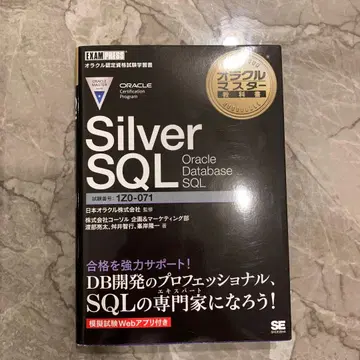 EXAMPRESS
オラクル認定資格試験学習書
ORACLE MASTER
ORACLE
Certification
Program
オラクル
マスター
教科書
Silver
SQL
Oracle
Database
SQL
試験番号：1Z0-071
日本オラクル株式会社 監修
株式会社コーソル 企画&マーケティング部
渡部亮太、舛井智行、峯岸隆一 著
合格を強力サポート！
DB開発のプロフェッショナル、
エキスパート
SQLの専門家になろう！
模擬試験Webアプリ付き
SE
SHOEISHA